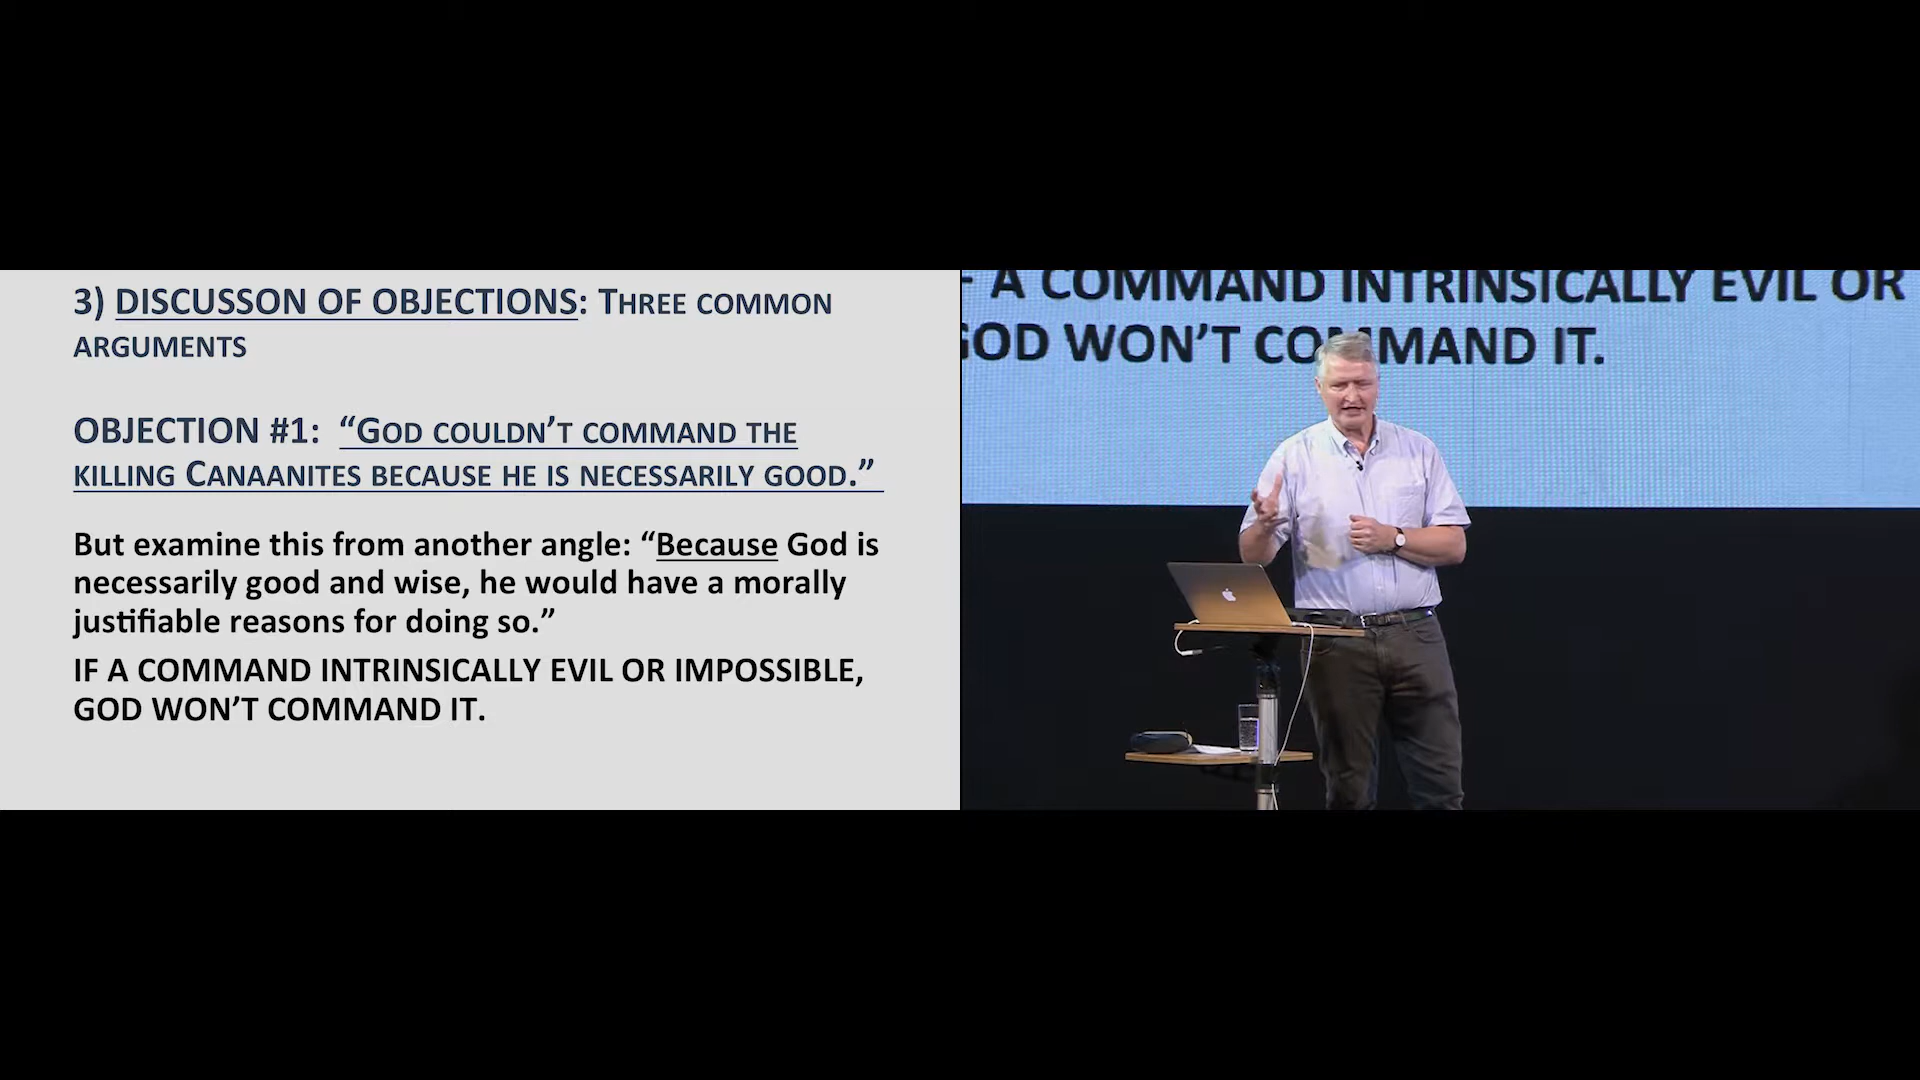 3) DISCUSSON OF OBJECTIONS: THREE COMMON
ARGUMENTS
OBJECTION #1: “GOD COULDN’T COMMAND THE
KILLING CANAANITES BECAUSE HE IS NECESSARILY GOOD.”
But examine this from another angle: “Because God is
necessarily good and wise, he would have a morally
justifiable reasons for doing so.”
IF A COMMAND INTRINSICALLY EVIL OR IMPOSSIBLE,
GOD WON’T COMMAND IT.
A COMMAND INTRINSICALLY EVIL OR
GOD WON’T COMMAND IT.